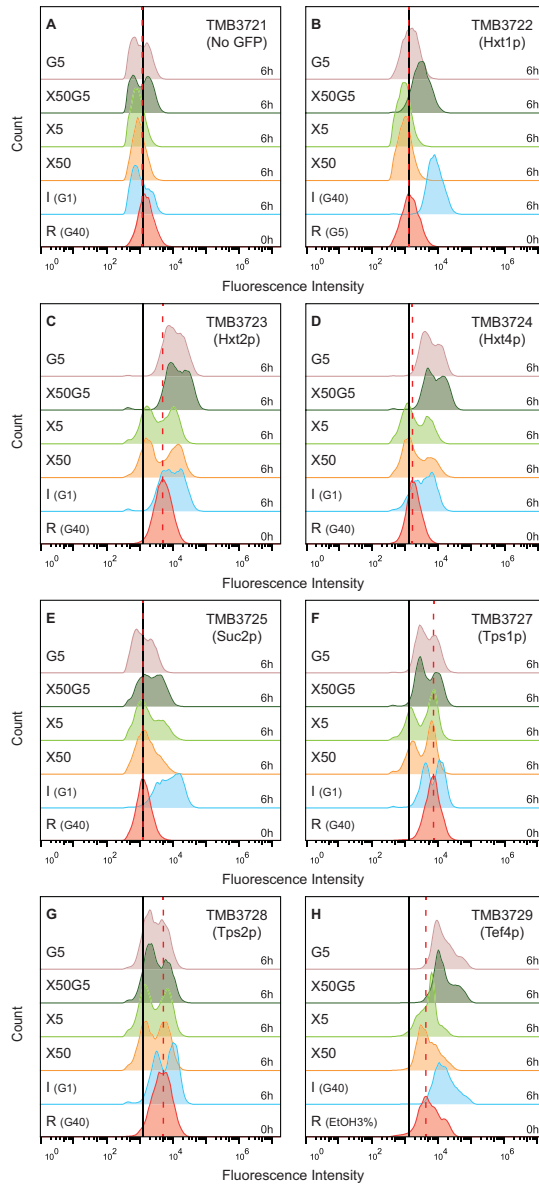 A TMB3721
(No GFP)
G5
6h
X50G5
6h
X5
6h
X50
6h
I (G1)
6h
R (G40)
0h
10^0 10^2 10^4 10^6
Fluorescence Intensity
Count
B TMB3722
(Hxt1p)
G5
6h
X50G5
6h
X5
6h
X50
6h
I (G40)
6h
R (G5)
0h
10^0 10^2 10^4 10^6
Fluorescence Intensity
C TMB3723
(Hxt2p)
G5
6h
X50G5
6h
X5
6h
X50
6h
I (G1)
6h
R (G40)
0h
10^0 10^2 10^4 10^6
Fluorescence Intensity
Count
D TMB3724
(Hxt4p)
G5
6h
X50G5
6h
X5
6h
X50
6h
I (G1)
6h
R (G40)
0h
10^0 10^2 10^4 10^6
Fluorescence Intensity
E TMB3725
(Suc2p)
G5
6h
X50G5
6h
X5
6h
X50
6h
I (G1)
6h
R (G40)
0h
10^0 10^2 10^4 10^6
Fluorescence Intensity
Count
F TMB3727
(Tps1p)
G5
6h
X50G5
6h
X5
6h
X50
6h
I (G1)
6h
R (G40)
0h
10^0 10^2 10^4 10^6
Fluorescence Intensity
G TMB3728
(Tps2p)
G5
6h
X50G5
6h
X5
6h
X50
6h
I (G1)
6h
R (G40)
0h
10^0 10^2 10^4 10^6
Fluorescence Intensity
Count
H TMB3729
(Tef4p)
G5
6h
X50G5
6h
X5
6h
X50
6h
I (G40)
6h
R (EtOH3%)
0h
10^0 10^2 10^4 10^6
Fluorescence Intensity